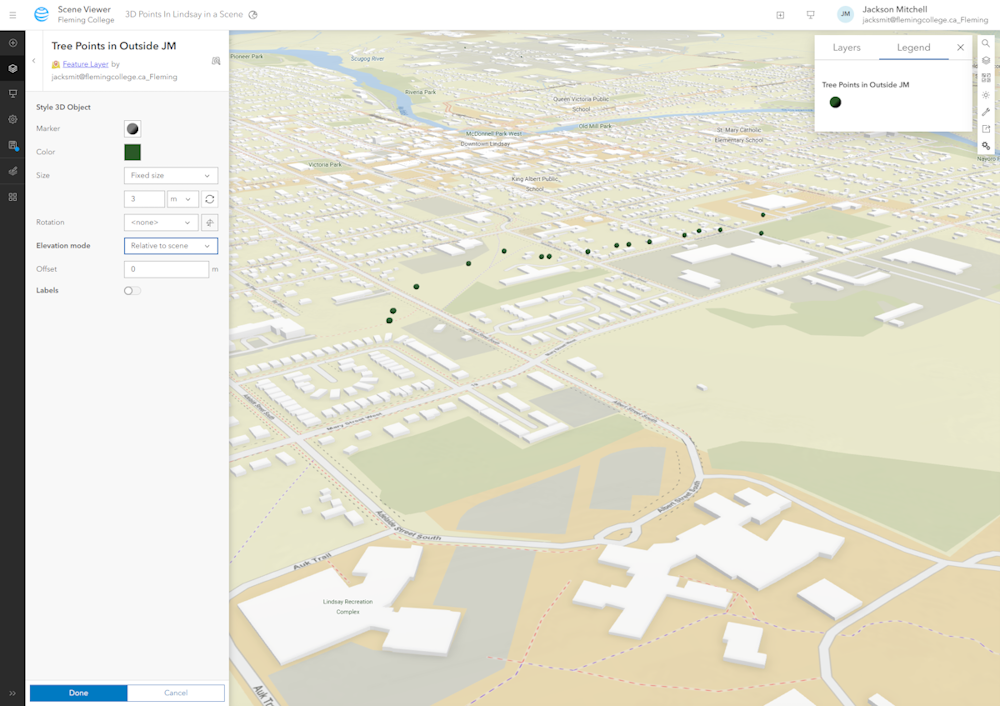 Scene Viewer
Fleming College
3D Points In Lindsay in a Scene
JM
Jackson Mitchell
jacksmit@flemingcollege.ca_Fleming
Tree Points in Outside JM
Feature Layer by
jacksmit@flemingcollege.ca_Fleming
Style 3D Object
Marker
Color
Size
Fixed size
3
m
Rotation
<none>
Elevation mode
Relative to scene
Offset
0
m
Labels
Done
Cancel
Layers
Legend
Tree Points in Outside JM
Pioneer Park
Scugog River
Riveria Park
Queen Victoria Public
School
Old Mill Park
McDonnell Park West
Downtown Lindsay
St. Mary Catholic
Elementary School
Victoria Park
King Albert Public
School
Mary Street West
Mary Street West
Albert Street South
Adelaide Street South
Auk Trail
Lindsay Recreation
Complex
Auk Trail